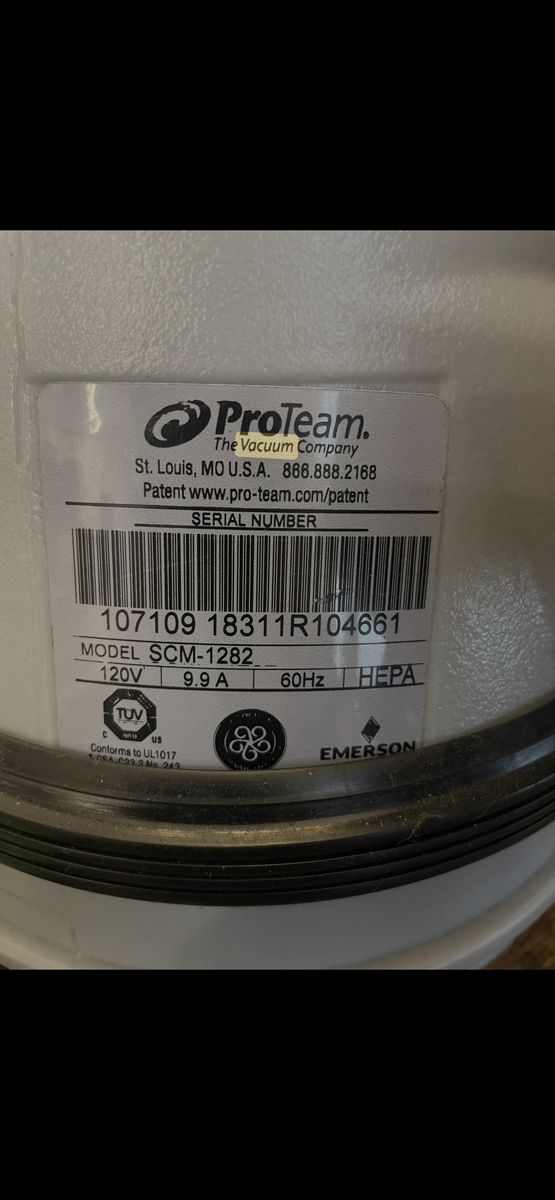 ProTeam.
The Vacuum Company
St. Louis, MO U.S.A. 866.888.2168
Patent www.pro-team.com/patent
SERIAL NUMBER
107109 18311R104661
MODEL SCM-1282
120V 9.9 A 60Hz HEPA
TUV
C US
Conforms to UL1017
EMERSON